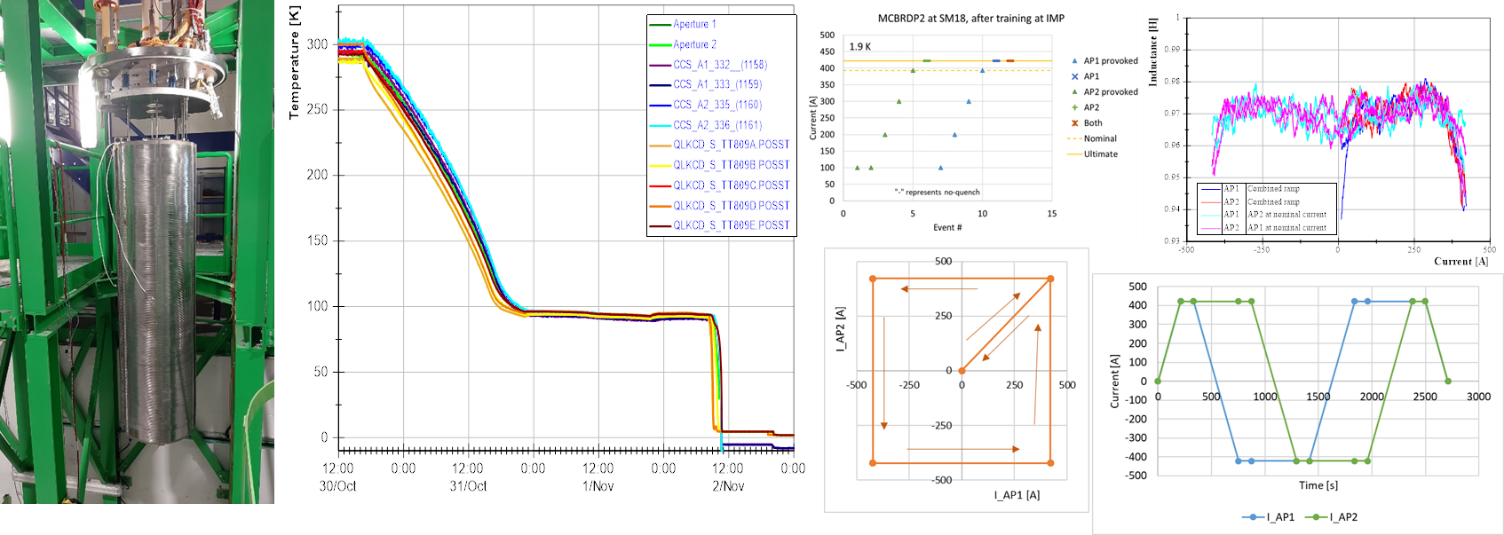 Temperature [K]
300
250
200
150
100
50
0
12:00
0:00
12:00
0:00
12:00
0:00
12:00
0:00
30/Oct
31/Oct
1/Nov
2/Nov
Aperture 1
Aperture 2
CCS_A1_332__(1158)
CCS_A1_333_(1159)
CCS_A2_335_(1160)
CCS_A2_336_(1161)
QLKCD_S_TT809A.POSST
QLKCD_S_TT809B.POSST
QLKCD_S_TT809C.POSST
QLKCD_S_TT809D.POSST
QLKCD_S_TT809E.POSST
MCBRDP2 at SM18, after training at IMP
1.9 K
Current [A]
500
450
400
350
300
250
200
150
100
50
0
"-" represents no-quench
0
5
10
15
Event #
AP1 provoked
AP1
AP2 provoked
AP2
Both
Nominal
Ultimate
Inductance [H]
1
0.99
0.98
0.97
0.96
0.95
0.94
0.93
AP1 Combined ramp
AP2 Combined ramp
AP1 AP2 at nominal current
AP2 AP1 at nominal current
-500
-250
0
250
500
Current [A]
I_AP2 [A]
500
250
0
-250
-500
-500
-250
0
250
500
I_AP1 [A]
Current [A]
500
400
300
200
100
0
-100
-200
-300
-400
-500
0
500
1000
1500
2000
2500
3000
Time [s]
I_AP1
I_AP2